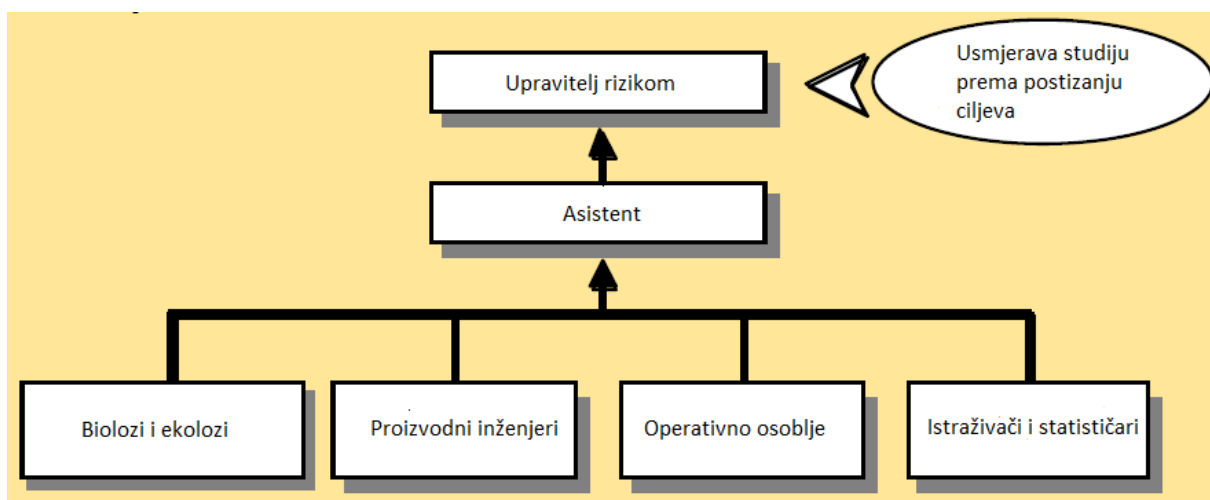 Upravitelj rizikom
Usmjerava studiju
prema postizanju
ciljeva
Asistent
Biolozi i ekolozi
Proizvodni inženjeri
Operativno osoblje
Istraživači i statističari